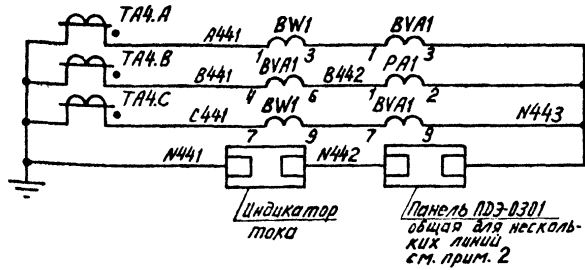 TA4.A
A441
BW1
BVA1
1
3
1
3
TA4.B
B441
BVA1
B442
PA1
4
6
1
2
TA4.C
C441
BW1
BVA1
N443
7
9
7
9
N441
N442
Индикатор
тока
Панель ПДЭ-0301
общая для несколь-
ких линий
см. прим. 2